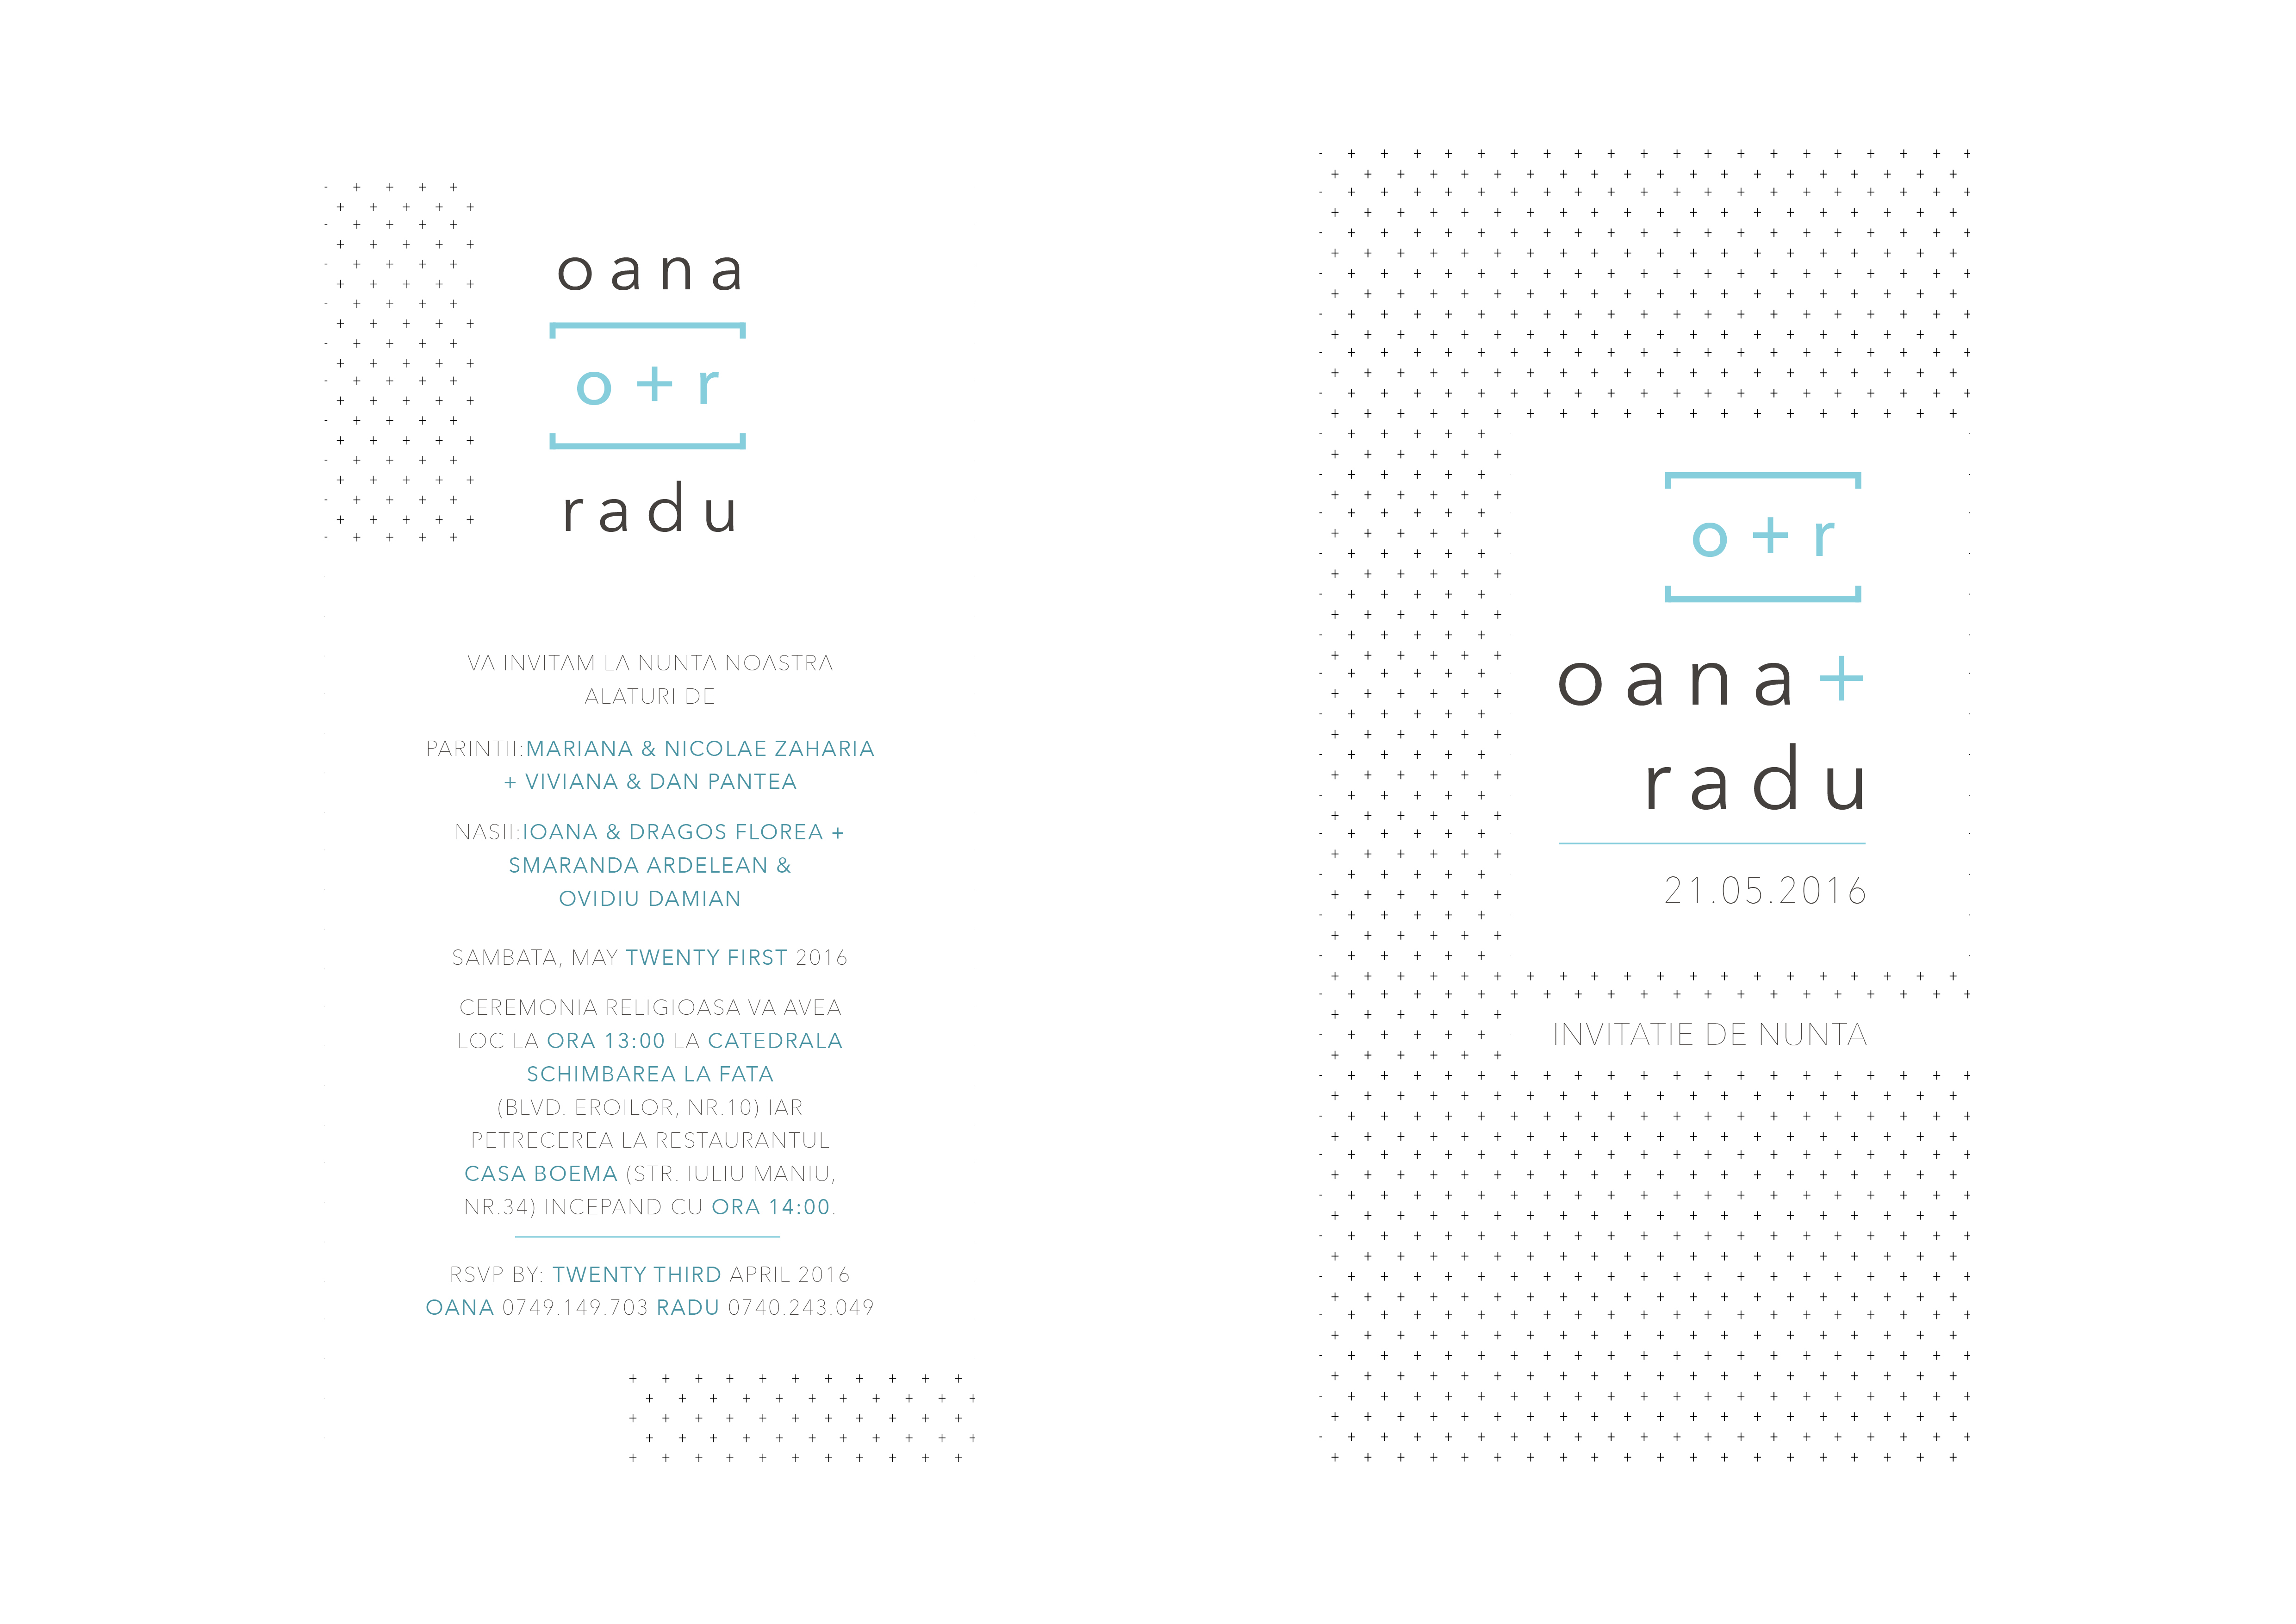 oana
o+r
radu
VA INVITAM LA NUNTA NOASTRA
ALATURI DE
PARINTII:MARIANA & NICOLAE ZAHARIA
+ VIVIANA & DAN PANTEA
NASII:IOANA & DRAGOS FLOREA +
SMARANDA ARDELEAN &
OVIDIU DAMIAN
SAMBATA, MAY TWENTY FIRST 2016
CEREMONIA RELIGIOASA VA AVEA
LOC LA ORA 13:00 LA CATEDRALA
SCHIMBAREA LA FATA
(BLVD. EROILOR, NR.10) IAR
PETRECEREA LA RESTAURANTUL
CASA BOEMA (STR. IULIU MANIU,
NR.34) INCEPAND CU ORA 14:00.
RSVP BY: TWENTY THIRD APRIL 2016
OANA 0749.149.703 RADU 0740.243.049
o+r
oana+
radu
21.05.2016
INVITATIE DE NUNTA